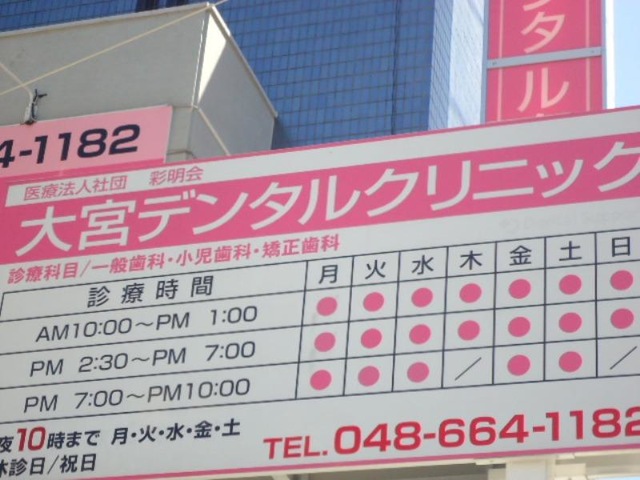 ンタル
4-1182
医療法人社団 彩明会
大宮デンタルクリニック
診療科目/一般歯科・小児歯科・矯正歯科
診療時間 月 火 水 木 金 土 日
AM10:00～PM 1:00 ● ● ● ● ● ● ●
PM 2:30～PM 7:00 ● ● ● ● ● ● ●
PM 7:00～PM10:00 ● ● ● ／ ● ● ／
夜10時まで 月・火・水・金・土
休診日/祝日
TEL. 048-664-1182